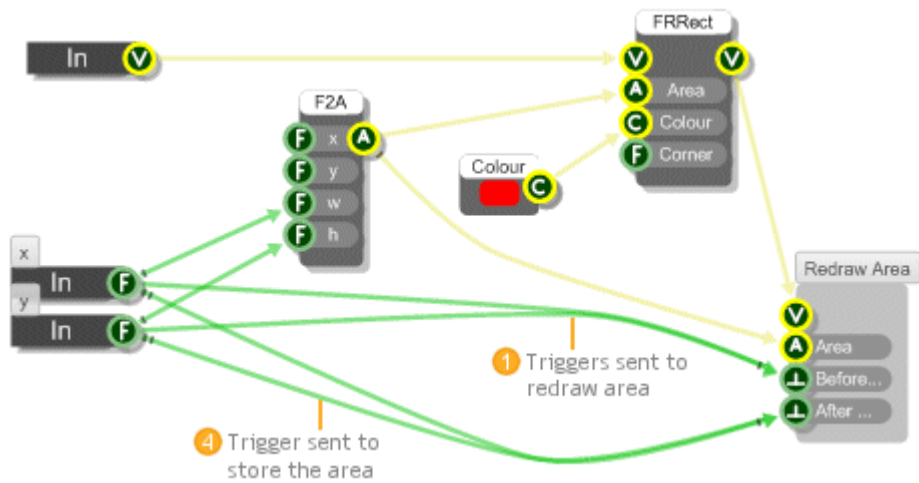 FRRect
In
V
V
V
F2A
A
Area
F
x
A
C
Colour
Colour
F
Corner
F
y
C
F
w
x
F
h
Redraw Area
In
F
y
V
In
F
A
Area
1 Triggers sent to
redraw area
Before...
After ...
4 Trigger sent to
store the area